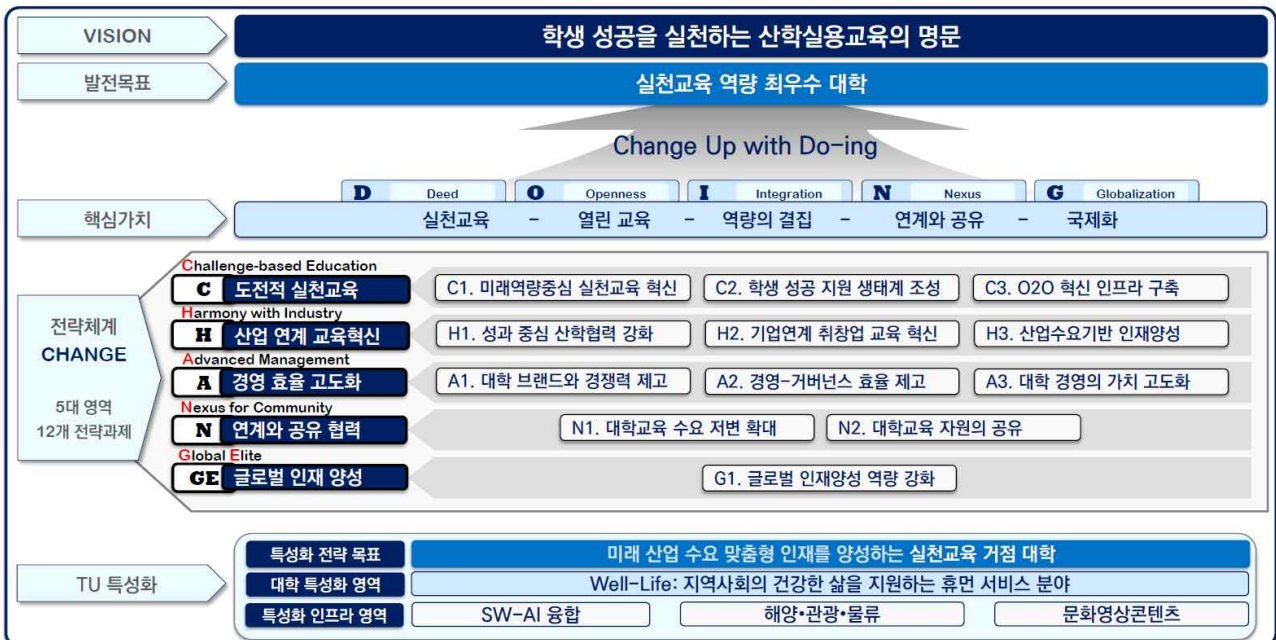 VISION
학생 성공을 실천하는 산학실용교육의 명문
발전목표
실천교육 역량 최우수 대학
Change Up with Do-ing
D Deed O Openness I Integration N Nexus G Globalization
핵심가치
실천교육 - 열린 교육 - 역량의 결집 - 연계와 공유 - 국제화
전략체계
CHANGE
5대 영역
12개 전략과제
Challenge-based Education
C 도전적 실천교육
C1. 미래역량중심 실천교육 혁신
C2. 학생 성공 지원 생태계 조성
C3. O2O 혁신 인프라 구축
Harmony with Industry
H 산업 연계 교육혁신
H1. 성과 중심 산학협력 강화
H2. 기업연계 취창업 교육 혁신
H3. 산업수요기반 인재양성
Advanced Management
A 경영 효율 고도화
A1. 대학 브랜드와 경쟁력 제고
A2. 경영-거버넌스 효율 제고
A3. 대학 경영의 가치 고도화
Nexus for Community
N 연계와 공유 협력
N1. 대학교육 수요 저변 확대
N2. 대학교육 자원의 공유
Global Elite
GE 글로벌 인재 양성
G1. 글로벌 인재양성 역량 강화
TU 특성화
특성화 전략 목표
미래 산업 수요 맞춤형 인재를 양성하는 실천교육 거점 대학
대학 특성화 영역
Well-Life: 지역사회의 건강한 삶을 지원하는 휴먼 서비스 분야
특성화 인프라 영역
SW-AI 융합
해양•관광•물류
문화영상콘텐츠